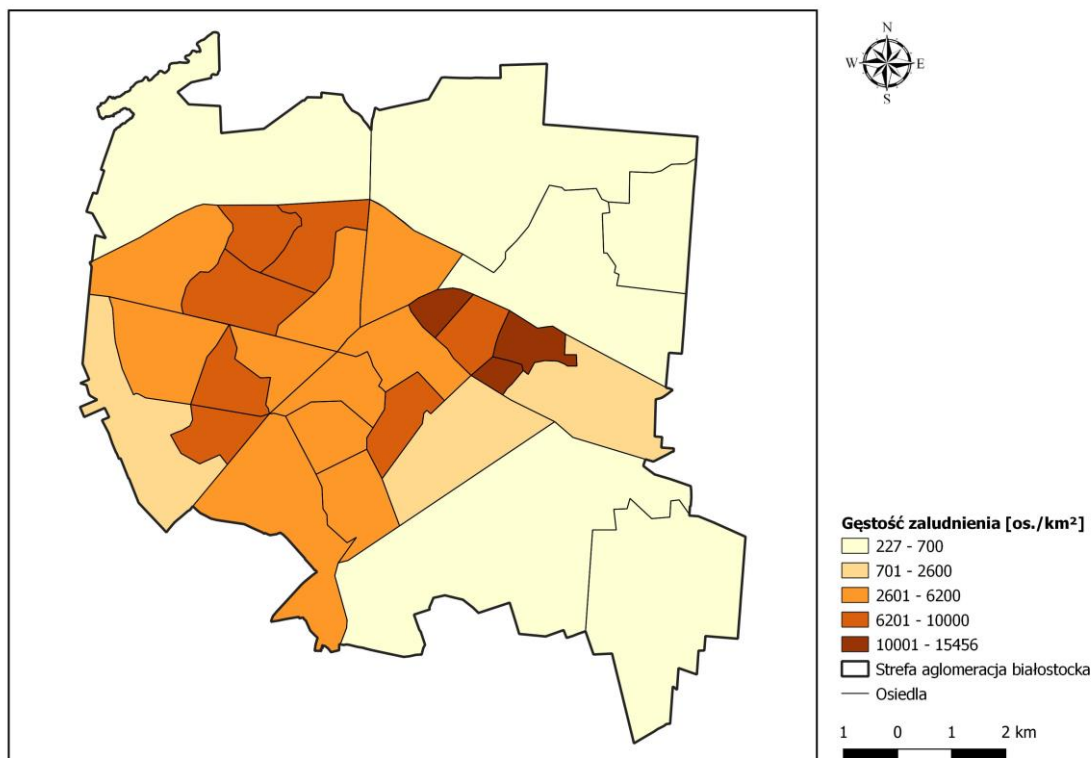 N
W E
S
Gęstość zaludnienia [os./km²]
227 - 700
701 - 2600
2601 - 6200
6201 - 10000
10001 - 15456
Strefa aglomeracja białostocka
Osiedla
1 0 1 2 km